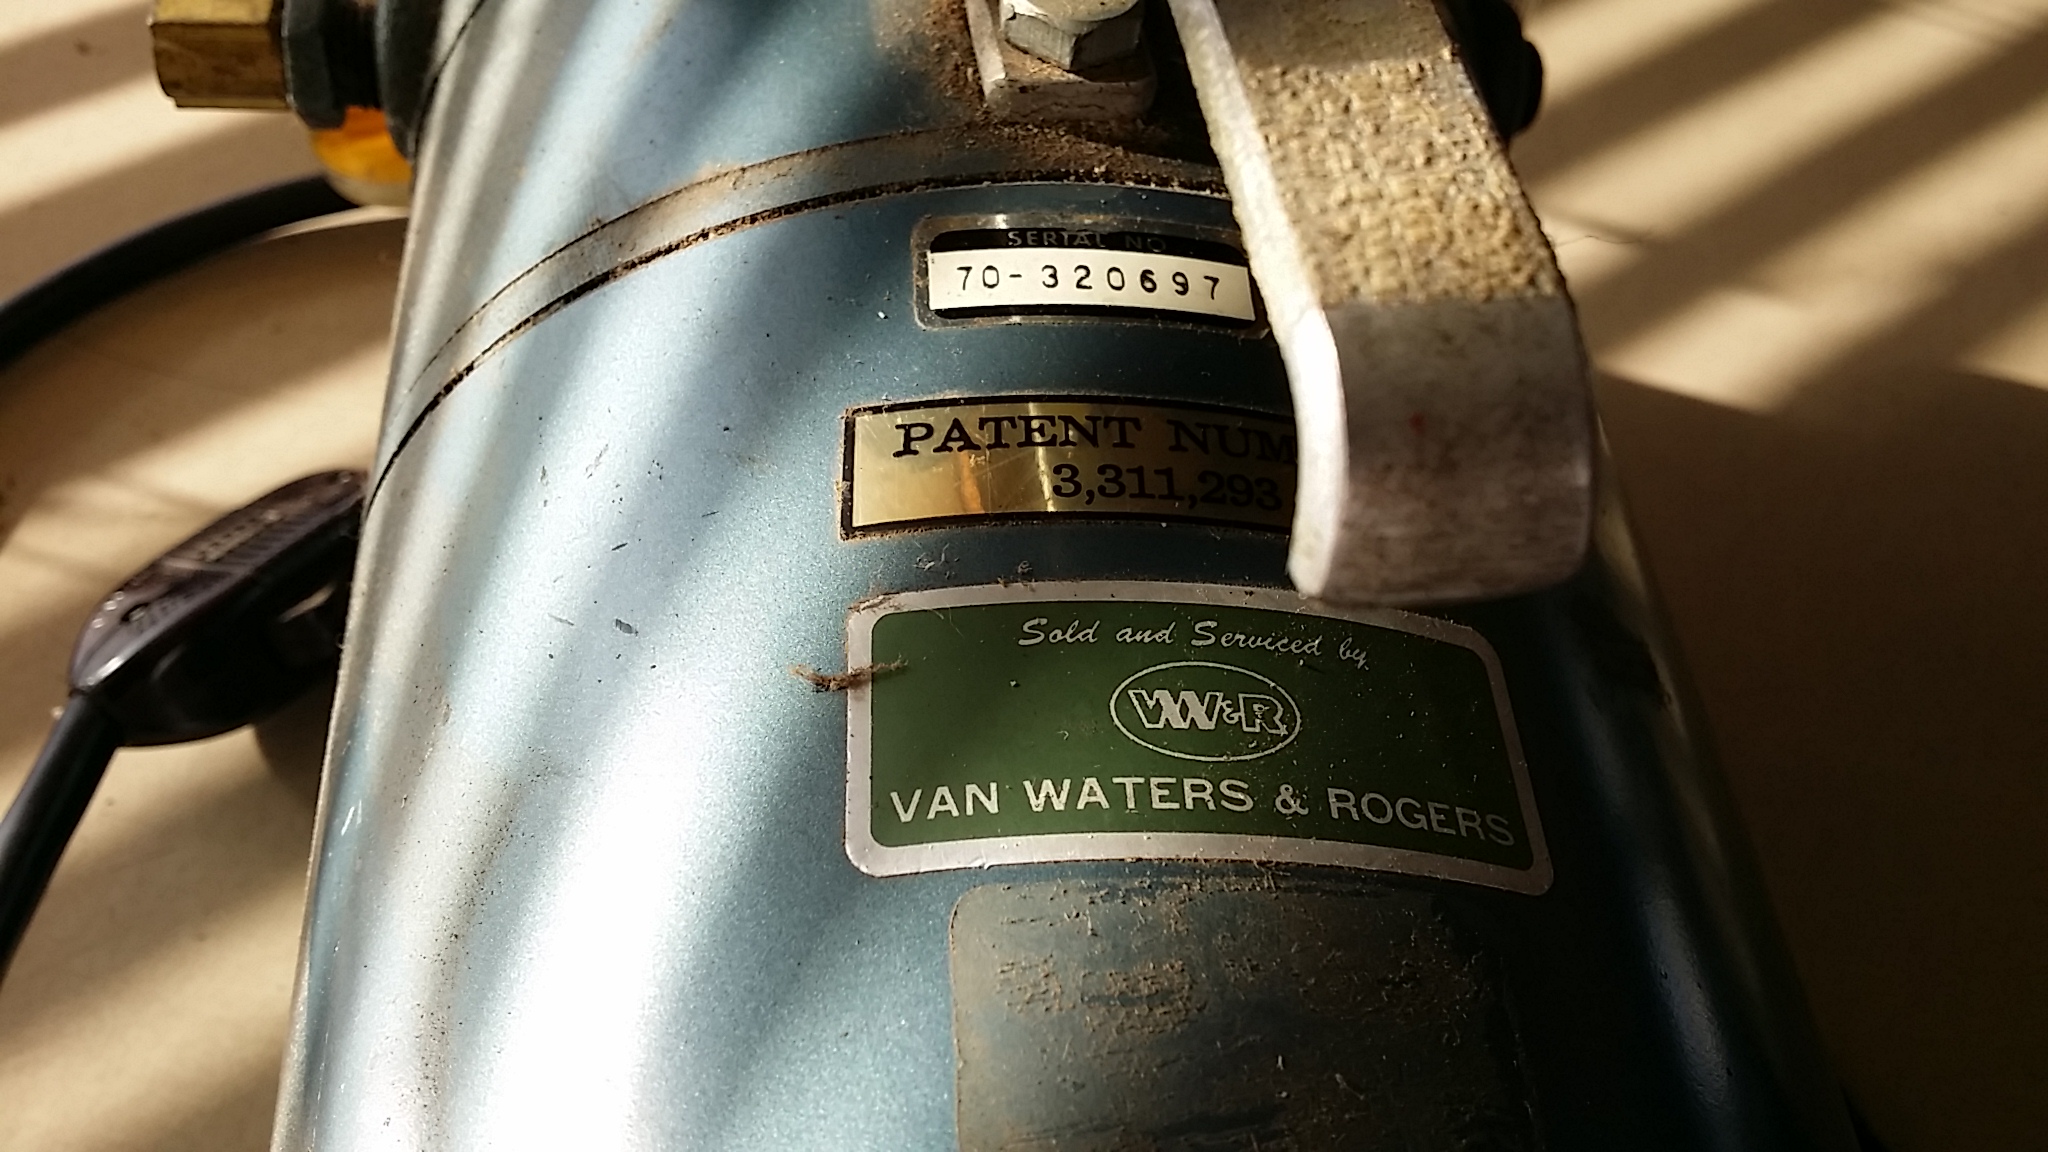 SERIAL NO
70-320697
PATENT NUM
3,311,293
Sold and Serviced by
VW&R
VAN WATERS & ROGERS